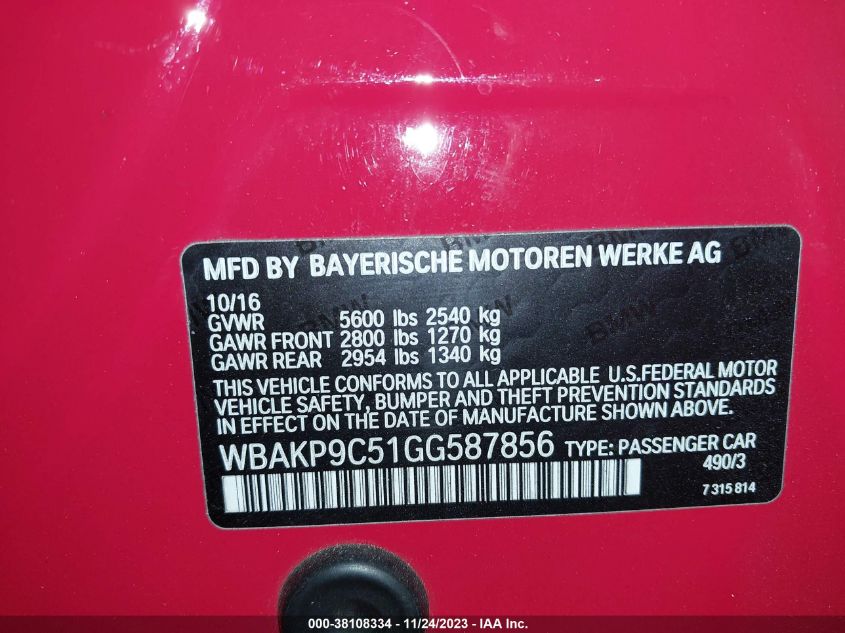 MFD BY BAYERISCHE MOTOREN WERKE AG
10/16
GVWR 5600 lbs 2540 kg
GAWR FRONT 2800 lbs 1270 kg
GAWR REAR 2954 lbs 1340 kg
THIS VEHICLE CONFORMS TO ALL APPLICABLE U.S.FEDERAL MOTOR
VEHICLE SAFETY, BUMPER AND THEFT PREVENTION STANDARDS
IN EFFECT ON THE DATE OF MANUFACTURE SHOWN ABOVE.
WBAKP9C51GG587856 TYPE: PASSENGER CAR
490/3
7 315 814
000-38108334 - 11/24/2023 - IAA Inc.